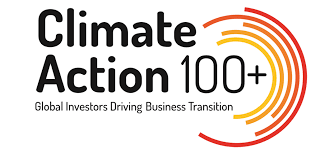 Climate
Action 100+
Global Investors Driving Business Transition